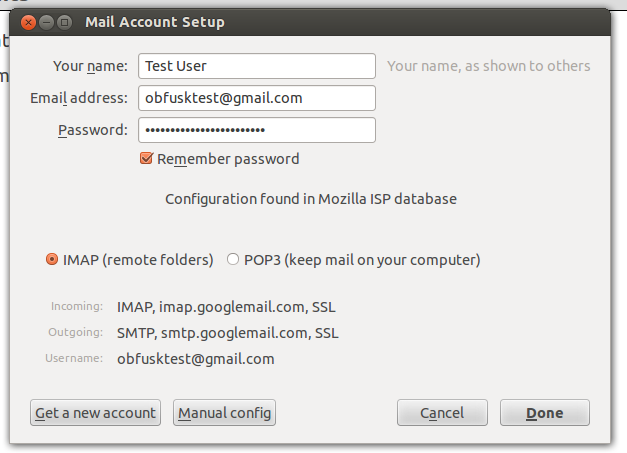 Mail Account Setup
Your name: Test User Your name, as shown to others
Email address: obfusktest@gmail.com
Password: ••••••••••••••••••••••••
Remember password
Configuration found in Mozilla ISP database
IMAP (remote folders) POP3 (keep mail on your computer)
Incoming: IMAP, imap.googlemail.com, SSL
Outgoing: SMTP, smtp.googlemail.com, SSL
Username: obfusktest@gmail.com
Get a new account Manual config Cancel Done